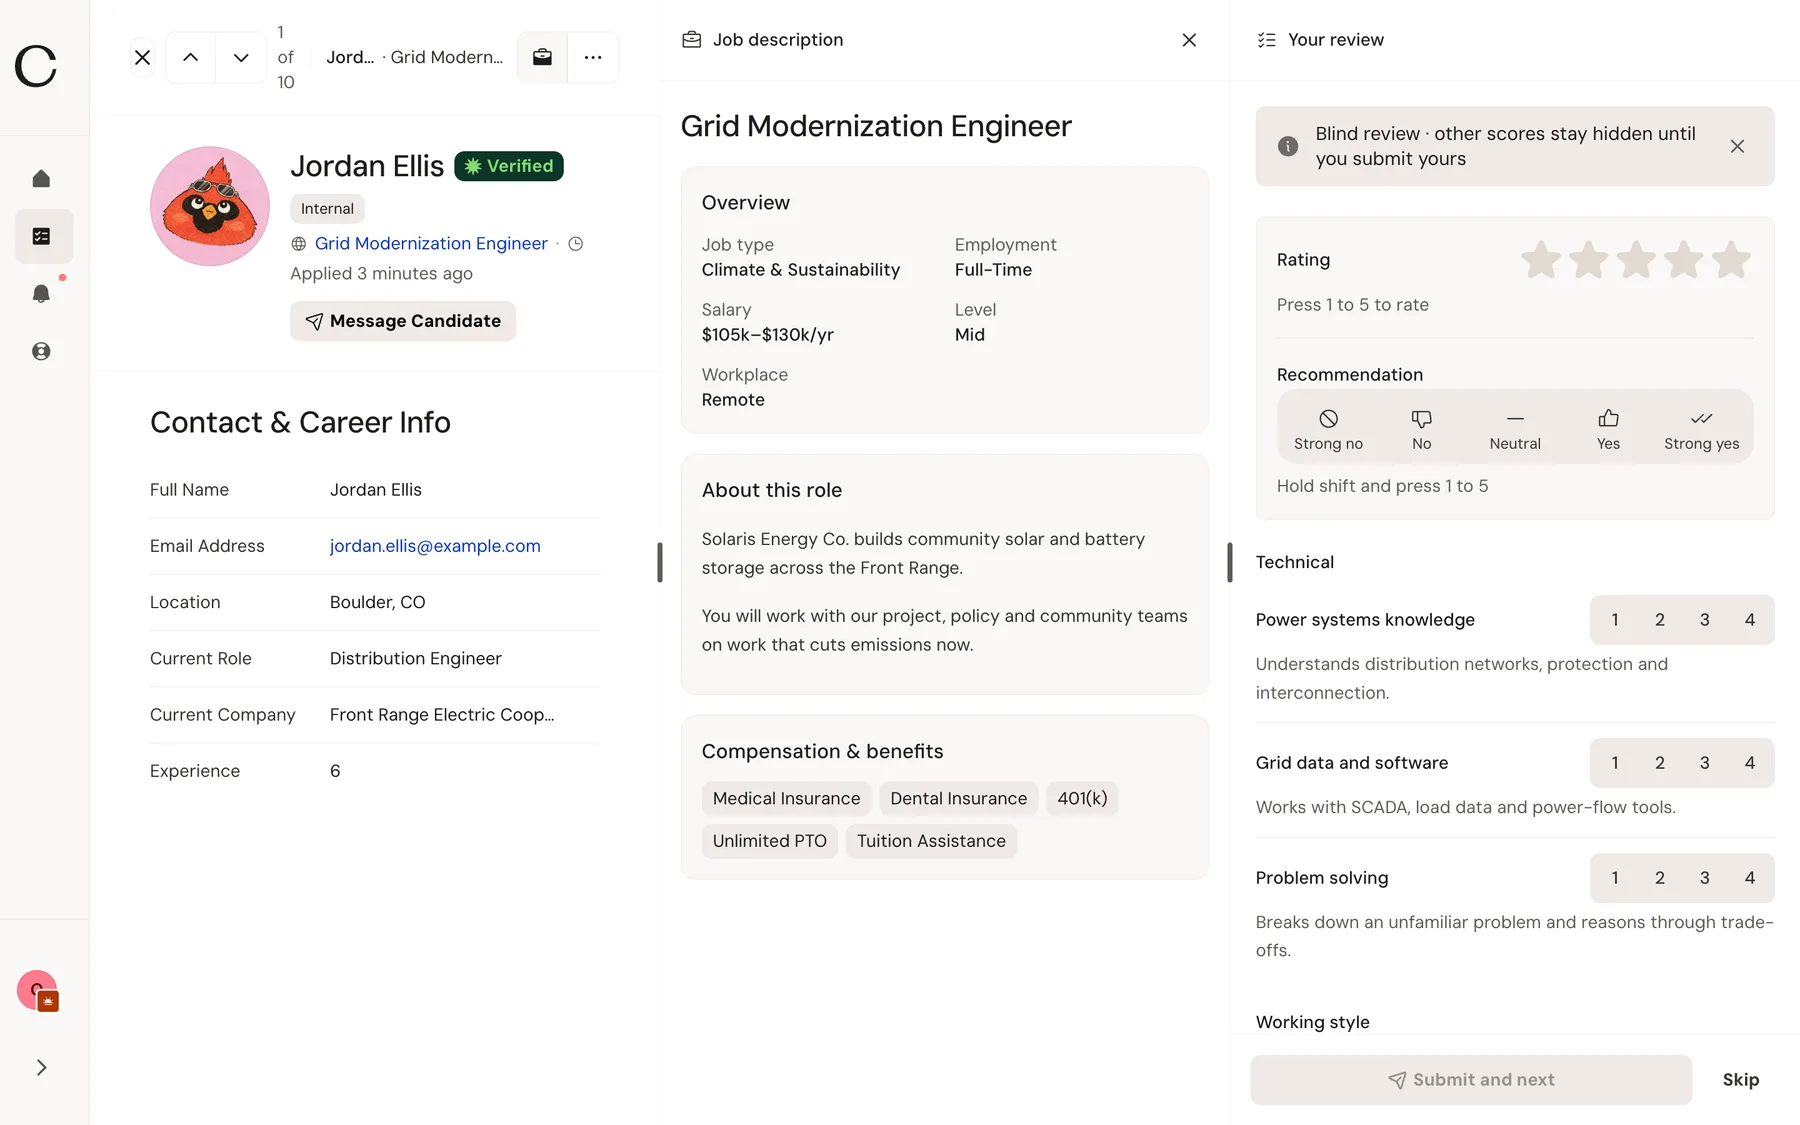 C
1
of
10
Jord... · Grid Modern...
Jordan Ellis
Verified
Internal
Grid Modernization Engineer ·
Applied 3 minutes ago
Message Candidate
Contact & Career Info
Full Name Jordan Ellis
Email Address jordan.ellis@example.com
Location Boulder, CO
Current Role Distribution Engineer
Current Company Front Range Electric Coop...
Experience 6
Job description
Grid Modernization Engineer
Overview
Job type Employment
Climate & Sustainability Full-Time
Salary Level
$105k–$130k/yr Mid
Workplace
Remote
About this role
Solaris Energy Co. builds community solar and battery
storage across the Front Range.
You will work with our project, policy and community teams
on work that cuts emissions now.
Compensation & benefits
Medical Insurance Dental Insurance 401(k)
Unlimited PTO Tuition Assistance
Your review
Blind review · other scores stay hidden until
you submit yours
Rating
Press 1 to 5 to rate
Recommendation
Strong no No Neutral Yes Strong yes
Hold shift and press 1 to 5
Technical
Power systems knowledge 1 2 3 4
Understands distribution networks, protection and
interconnection.
Grid data and software 1 2 3 4
Works with SCADA, load data and power-flow tools.
Problem solving 1 2 3 4
Breaks down an unfamiliar problem and reasons through trade-
offs.
Working style
Submit and next
Skip